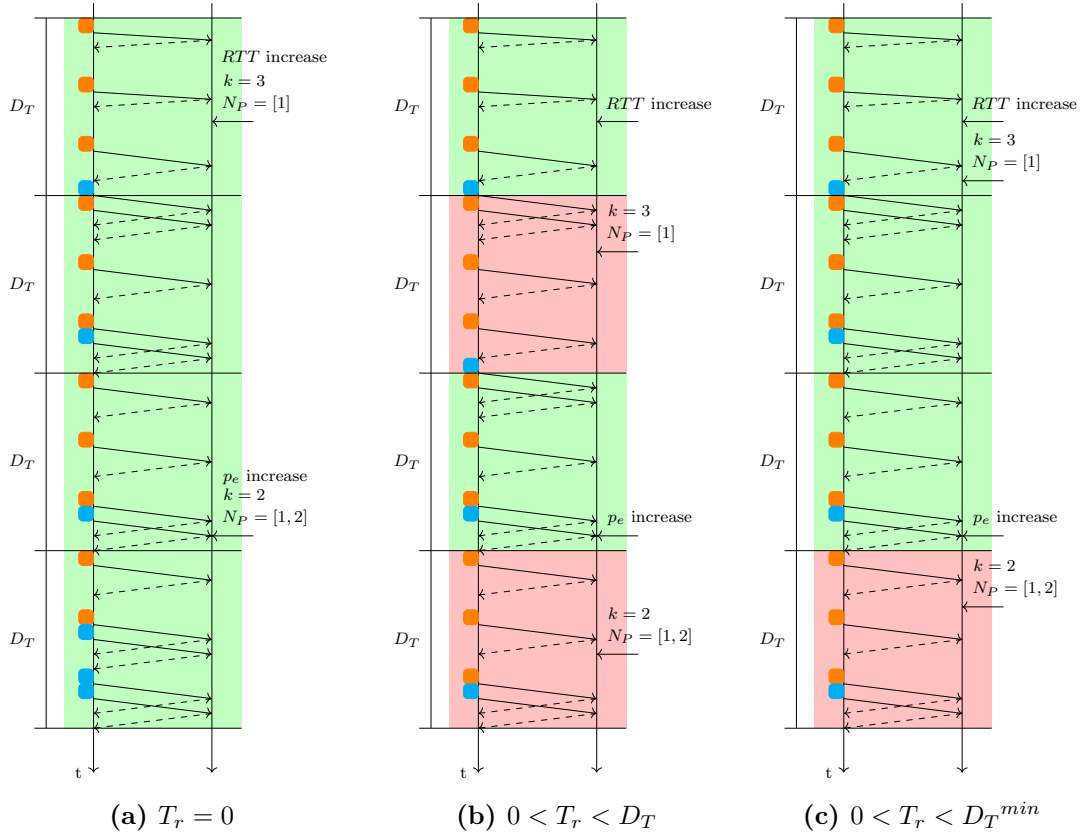 RTT increase
k = 3
N_P = [1]
D_T
D_T
D_T
p_e increase
k = 2
N_P = [1, 2]
D_T
t
(a) T_r = 0
RTT increase
D_T
k = 3
N_P = [1]
D_T
D_T
p_e increase
k = 2
N_P = [1, 2]
D_T
t
(b) 0 < T_r < D_T
RTT increase
D_T
k = 3
N_P = [1]
D_T
D_T
p_e increase
k = 2
N_P = [1, 2]
D_T
t
(c) 0 < T_r < D_T^{min}